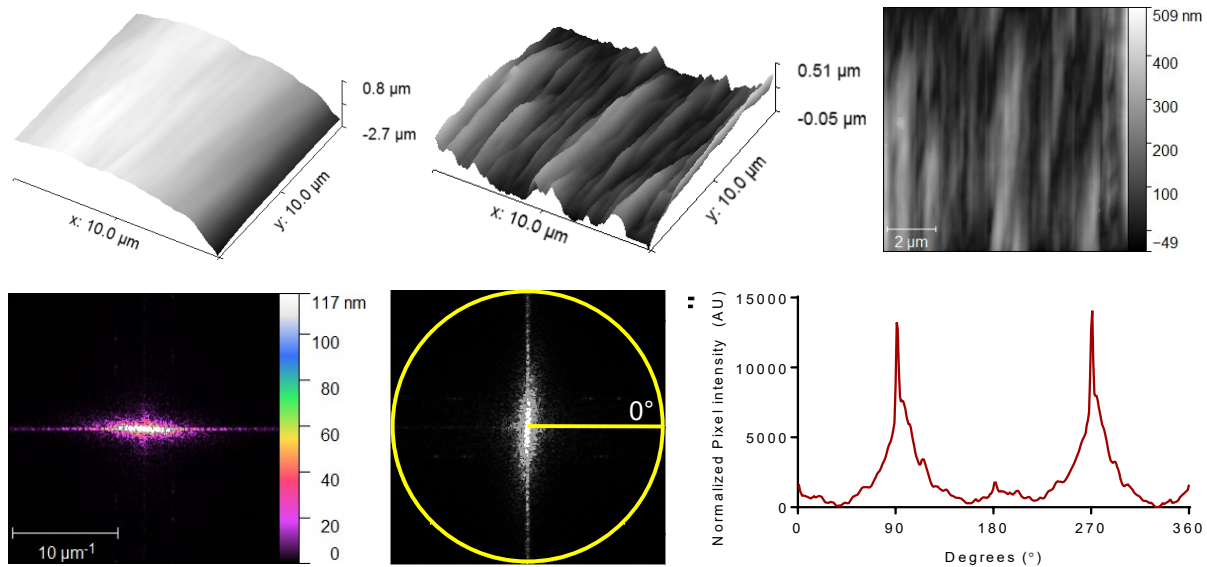 0.8 µm
-2.7 µm
x: 10.0 µm
y: 10.0 µm
0.51 µm
-0.05 µm
x: 10.0 µm
y: 10.0 µm
509 nm
400
300
200
100
−49
2 µm
117 nm
100
80
60
40
20
0
10 µm-1
0°
Normalized Pixel intensity (AU)
15000
10000
5000
0
0
90
180
270
360
Degrees (°)